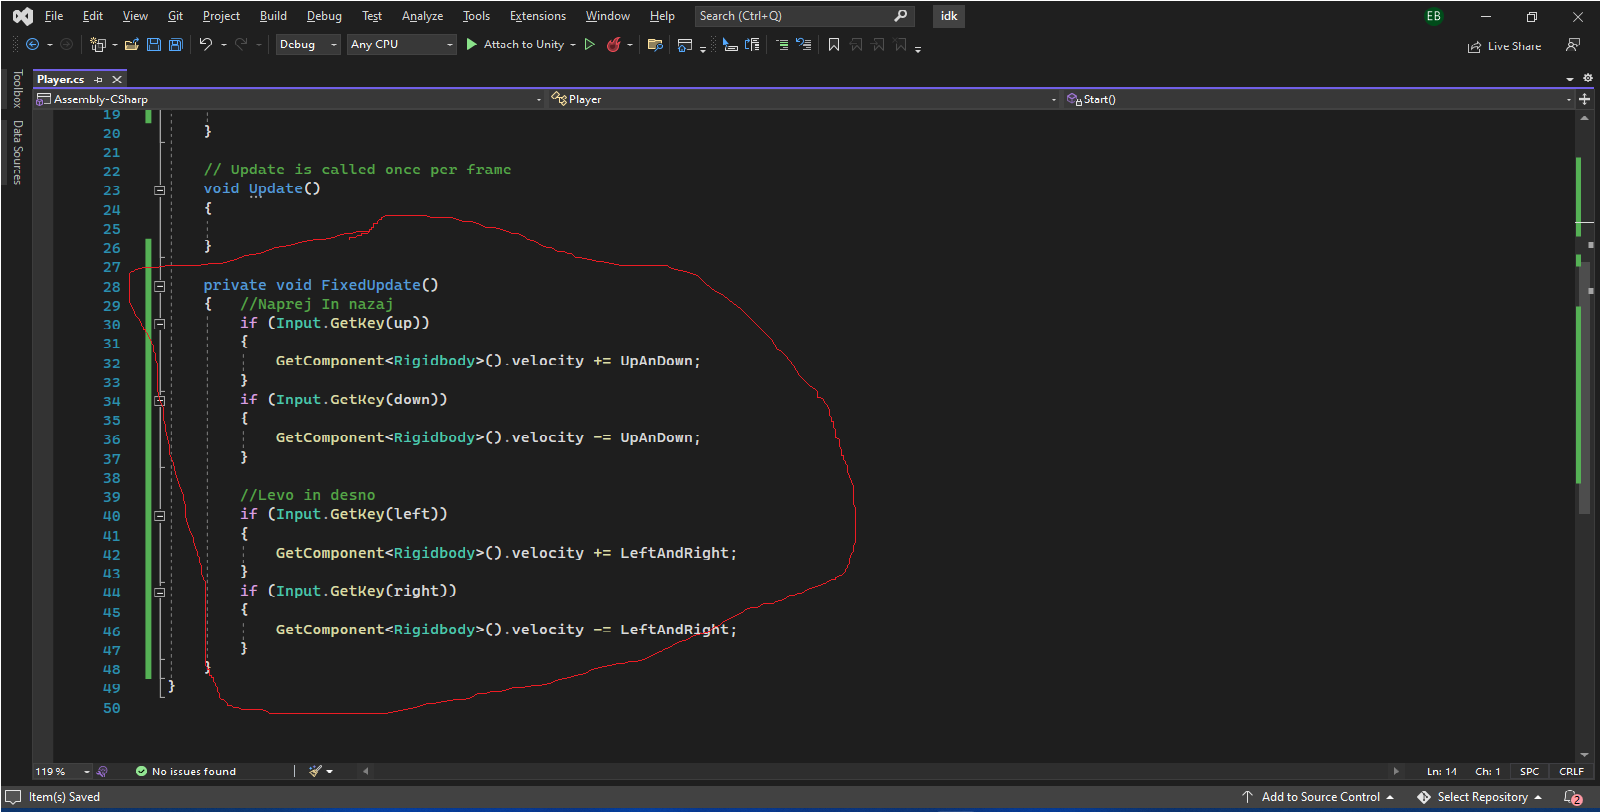 File Edit View Git Project Build Debug Test Analyze Tools Extensions Window Help Search (Ctrl+Q) idk EB
Debug Any CPU Attach to Unity Live Share
Toolbox
Data Sources
Player.cs
Assembly-CSharp Player Start()
19
20 }
21
22 // Update is called once per frame
23 void Update()
24 {
25
26 }
27
28 private void FixedUpdate()
29 { //Naprej In nazaj
30 if (Input.GetKey(up))
31 {
32 GetComponent<Rigidbody>().velocity += UpAnDown;
33 }
34 if (Input.GetKey(down))
35 {
36 GetComponent<Rigidbody>().velocity -= UpAnDown;
37 }
38
39 //Levo in desno
40 if (Input.GetKey(left))
41 {
42 GetComponent<Rigidbody>().velocity += LeftAndRight;
43 }
44 if (Input.GetKey(right))
45 {
46 GetComponent<Rigidbody>().velocity -= LeftAndRight;
47 }
48 }
49 }
50
119 % No issues found Ln: 14 Ch: 1 SPC CRLF
Item(s) Saved Add to Source Control Select Repository 2